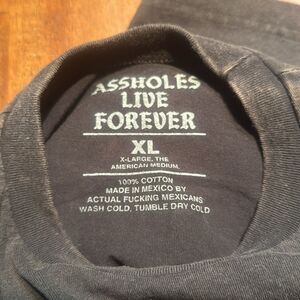 ASSHOLES
LIVE
FOREVER
XL
X-LARGE, THE
AMERICAN MEDIUM.
100% COTTON
MADE IN MEXICO BY
ACTUAL FUCKING MEXICANS
WASH COLD, TUMBLE DRY COLD